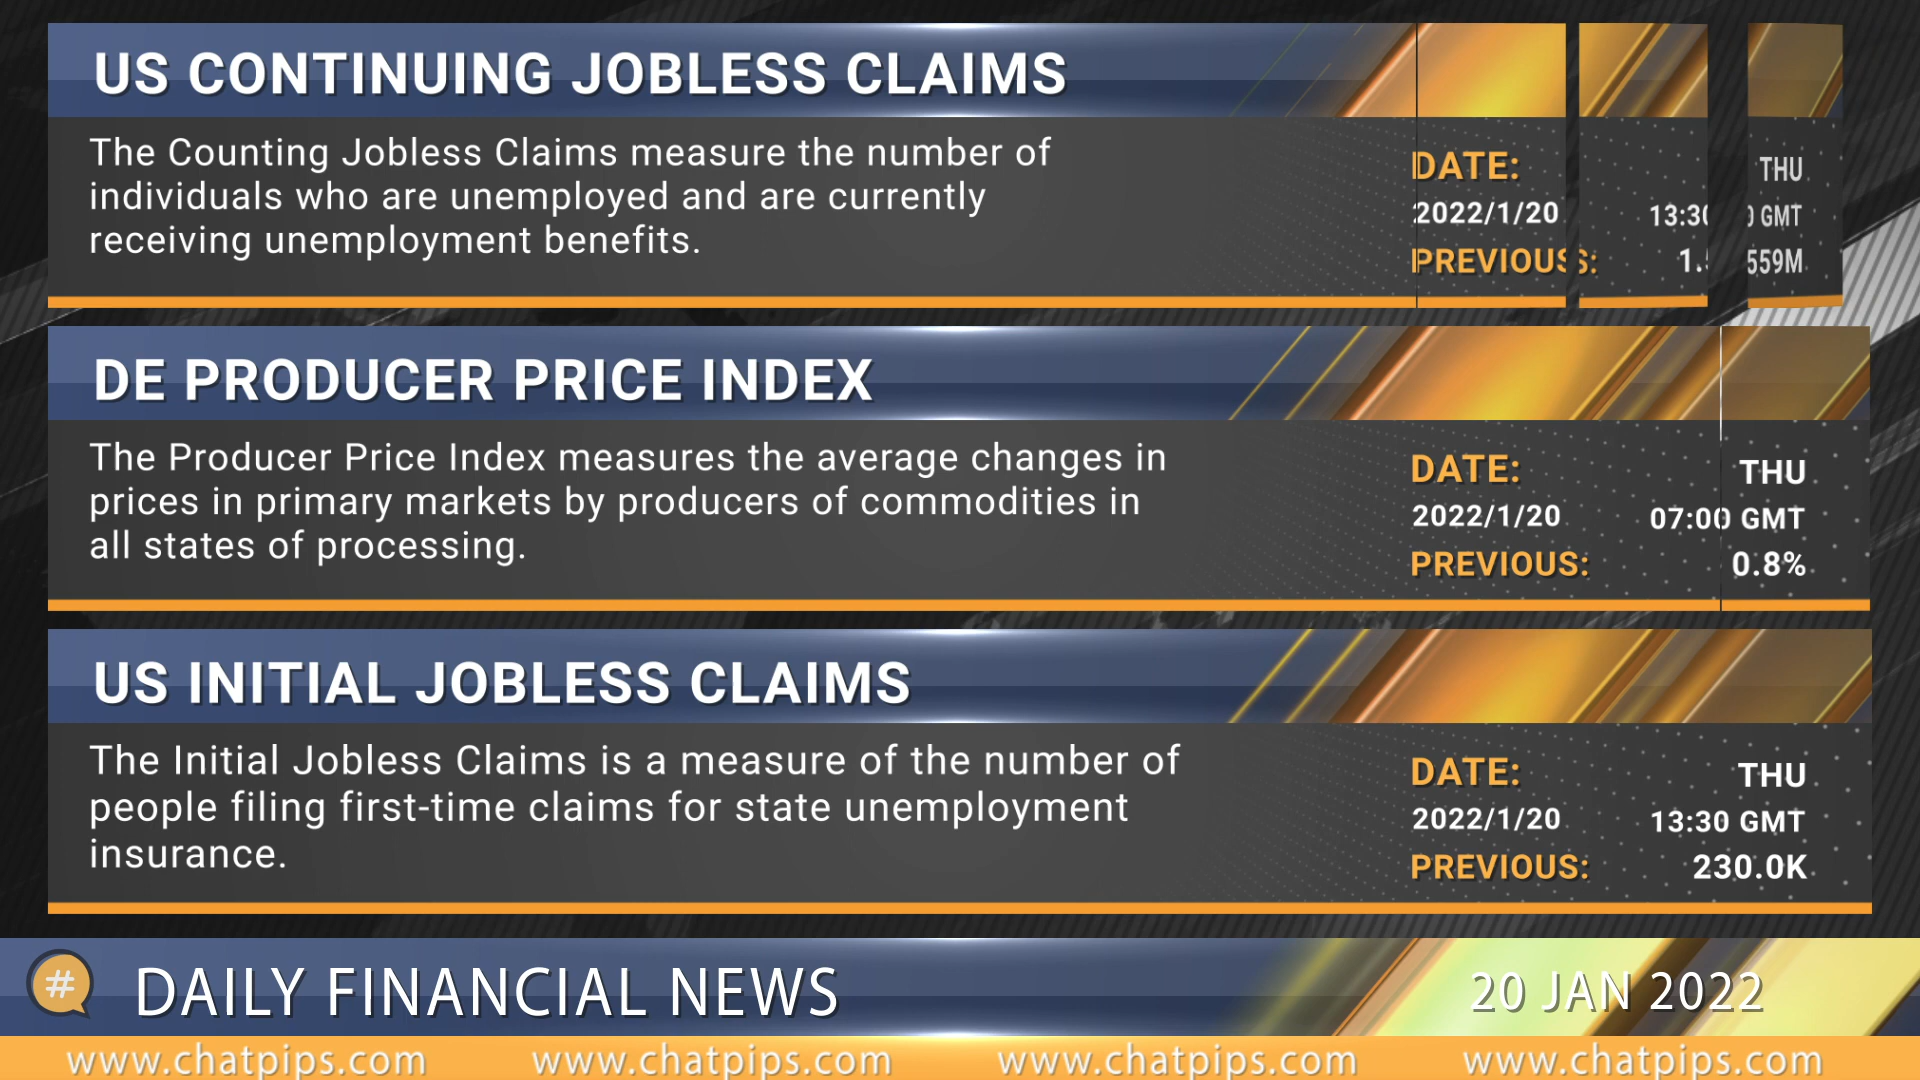 US CONTINUING JOBLESS CLAIMS
The Counting Jobless Claims measure the number of
individuals who are unemployed and are currently
receiving unemployment benefits.
DATE: THU
2022/1/20 13:30 GMT
PREVIOUS: 1.559M
DE PRODUCER PRICE INDEX
The Producer Price Index measures the average changes in
prices in primary markets by producers of commodities in
all states of processing.
DATE: THU
2022/1/20 07:00 GMT
PREVIOUS: 0.8%
US INITIAL JOBLESS CLAIMS
The Initial Jobless Claims is a measure of the number of
people filing first-time claims for state unemployment
insurance.
DATE: THU
2022/1/20 13:30 GMT
PREVIOUS: 230.0K
# DAILY FINANCIAL NEWS 20 JAN 2022
www.chatpips.com www.chatpips.com www.chatpips.com www.chatpips.com